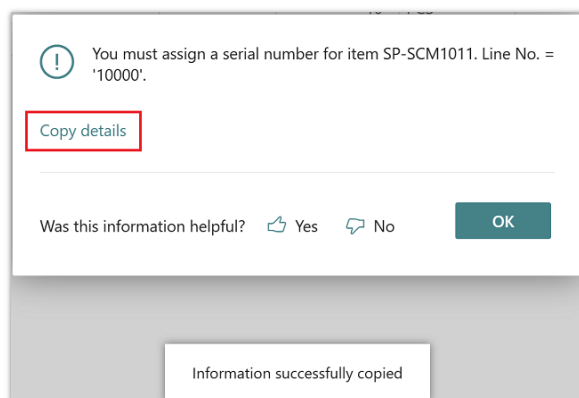 You must assign a serial number for item SP-SCM1011. Line No. =
'10000'.
Copy details
Was this information helpful? Yes No OK
Information successfully copied